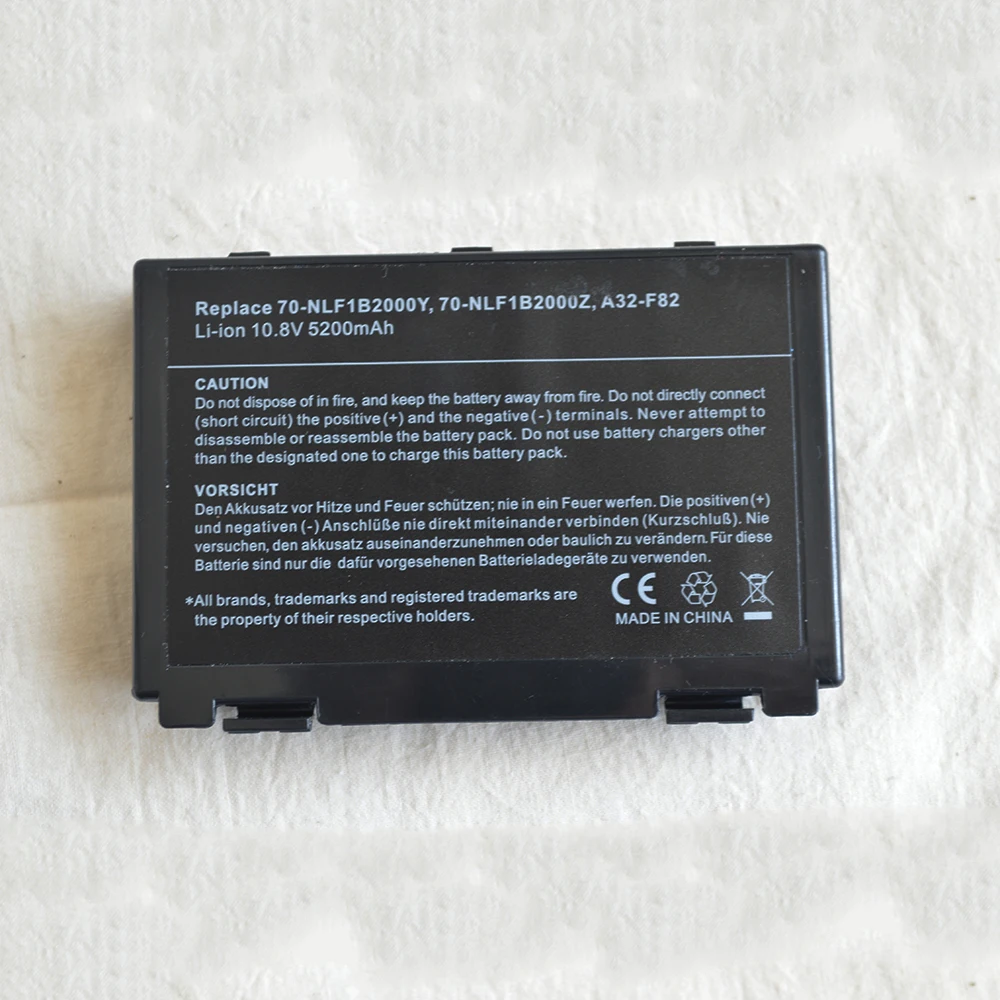 Replace 70-NLF1B2000Y, 70-NLF1B2000Z, A32-F82
Li-ion 10.8V 5200mAh
CAUTION
Do not dispose of in fire, and keep the battery away from fire. Do not directly connect
(short circuit) the positive (+) and the negative (-) terminals. Never attempt to
disassemble or reassemble the battery pack. Do not use battery chargers other
than the designated one to charge this battery pack.
VORSICHT
Den Akkusatz vor Hitze und Feuer schützen; nie in ein Feuer werfen. Die positiven (+)
und negativen (-) Anschlüße nie direkt miteinander verbinden (Kurzschluß). Nie
versuchen, den akkusatz auseinanderzunehmen oder baulich zu verändern. Für diese
Batterie sind nur die dafür vorgesehenen Batterieladegeräte zu verwenden.
*All brands, trademarks and registered trademarks are
the property of their respective holders.
CE
MADE IN CHINA